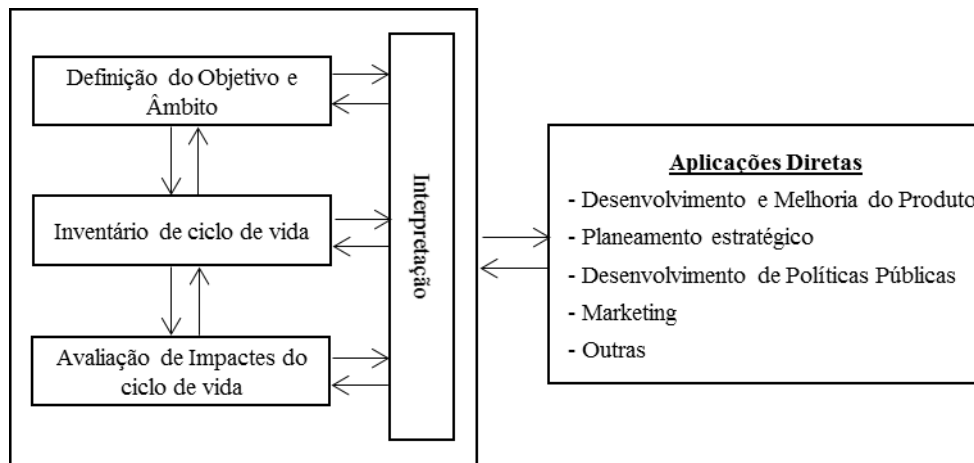 Definição do Objetivo e
Âmbito
Inventário de ciclo de vida
Avaliação de Impactes do
ciclo de vida
Interpretação
Aplicações Diretas
- Desenvolvimento e Melhoria do Produto
- Planeamento estratégico
- Desenvolvimento de Políticas Públicas
- Marketing
- Outras